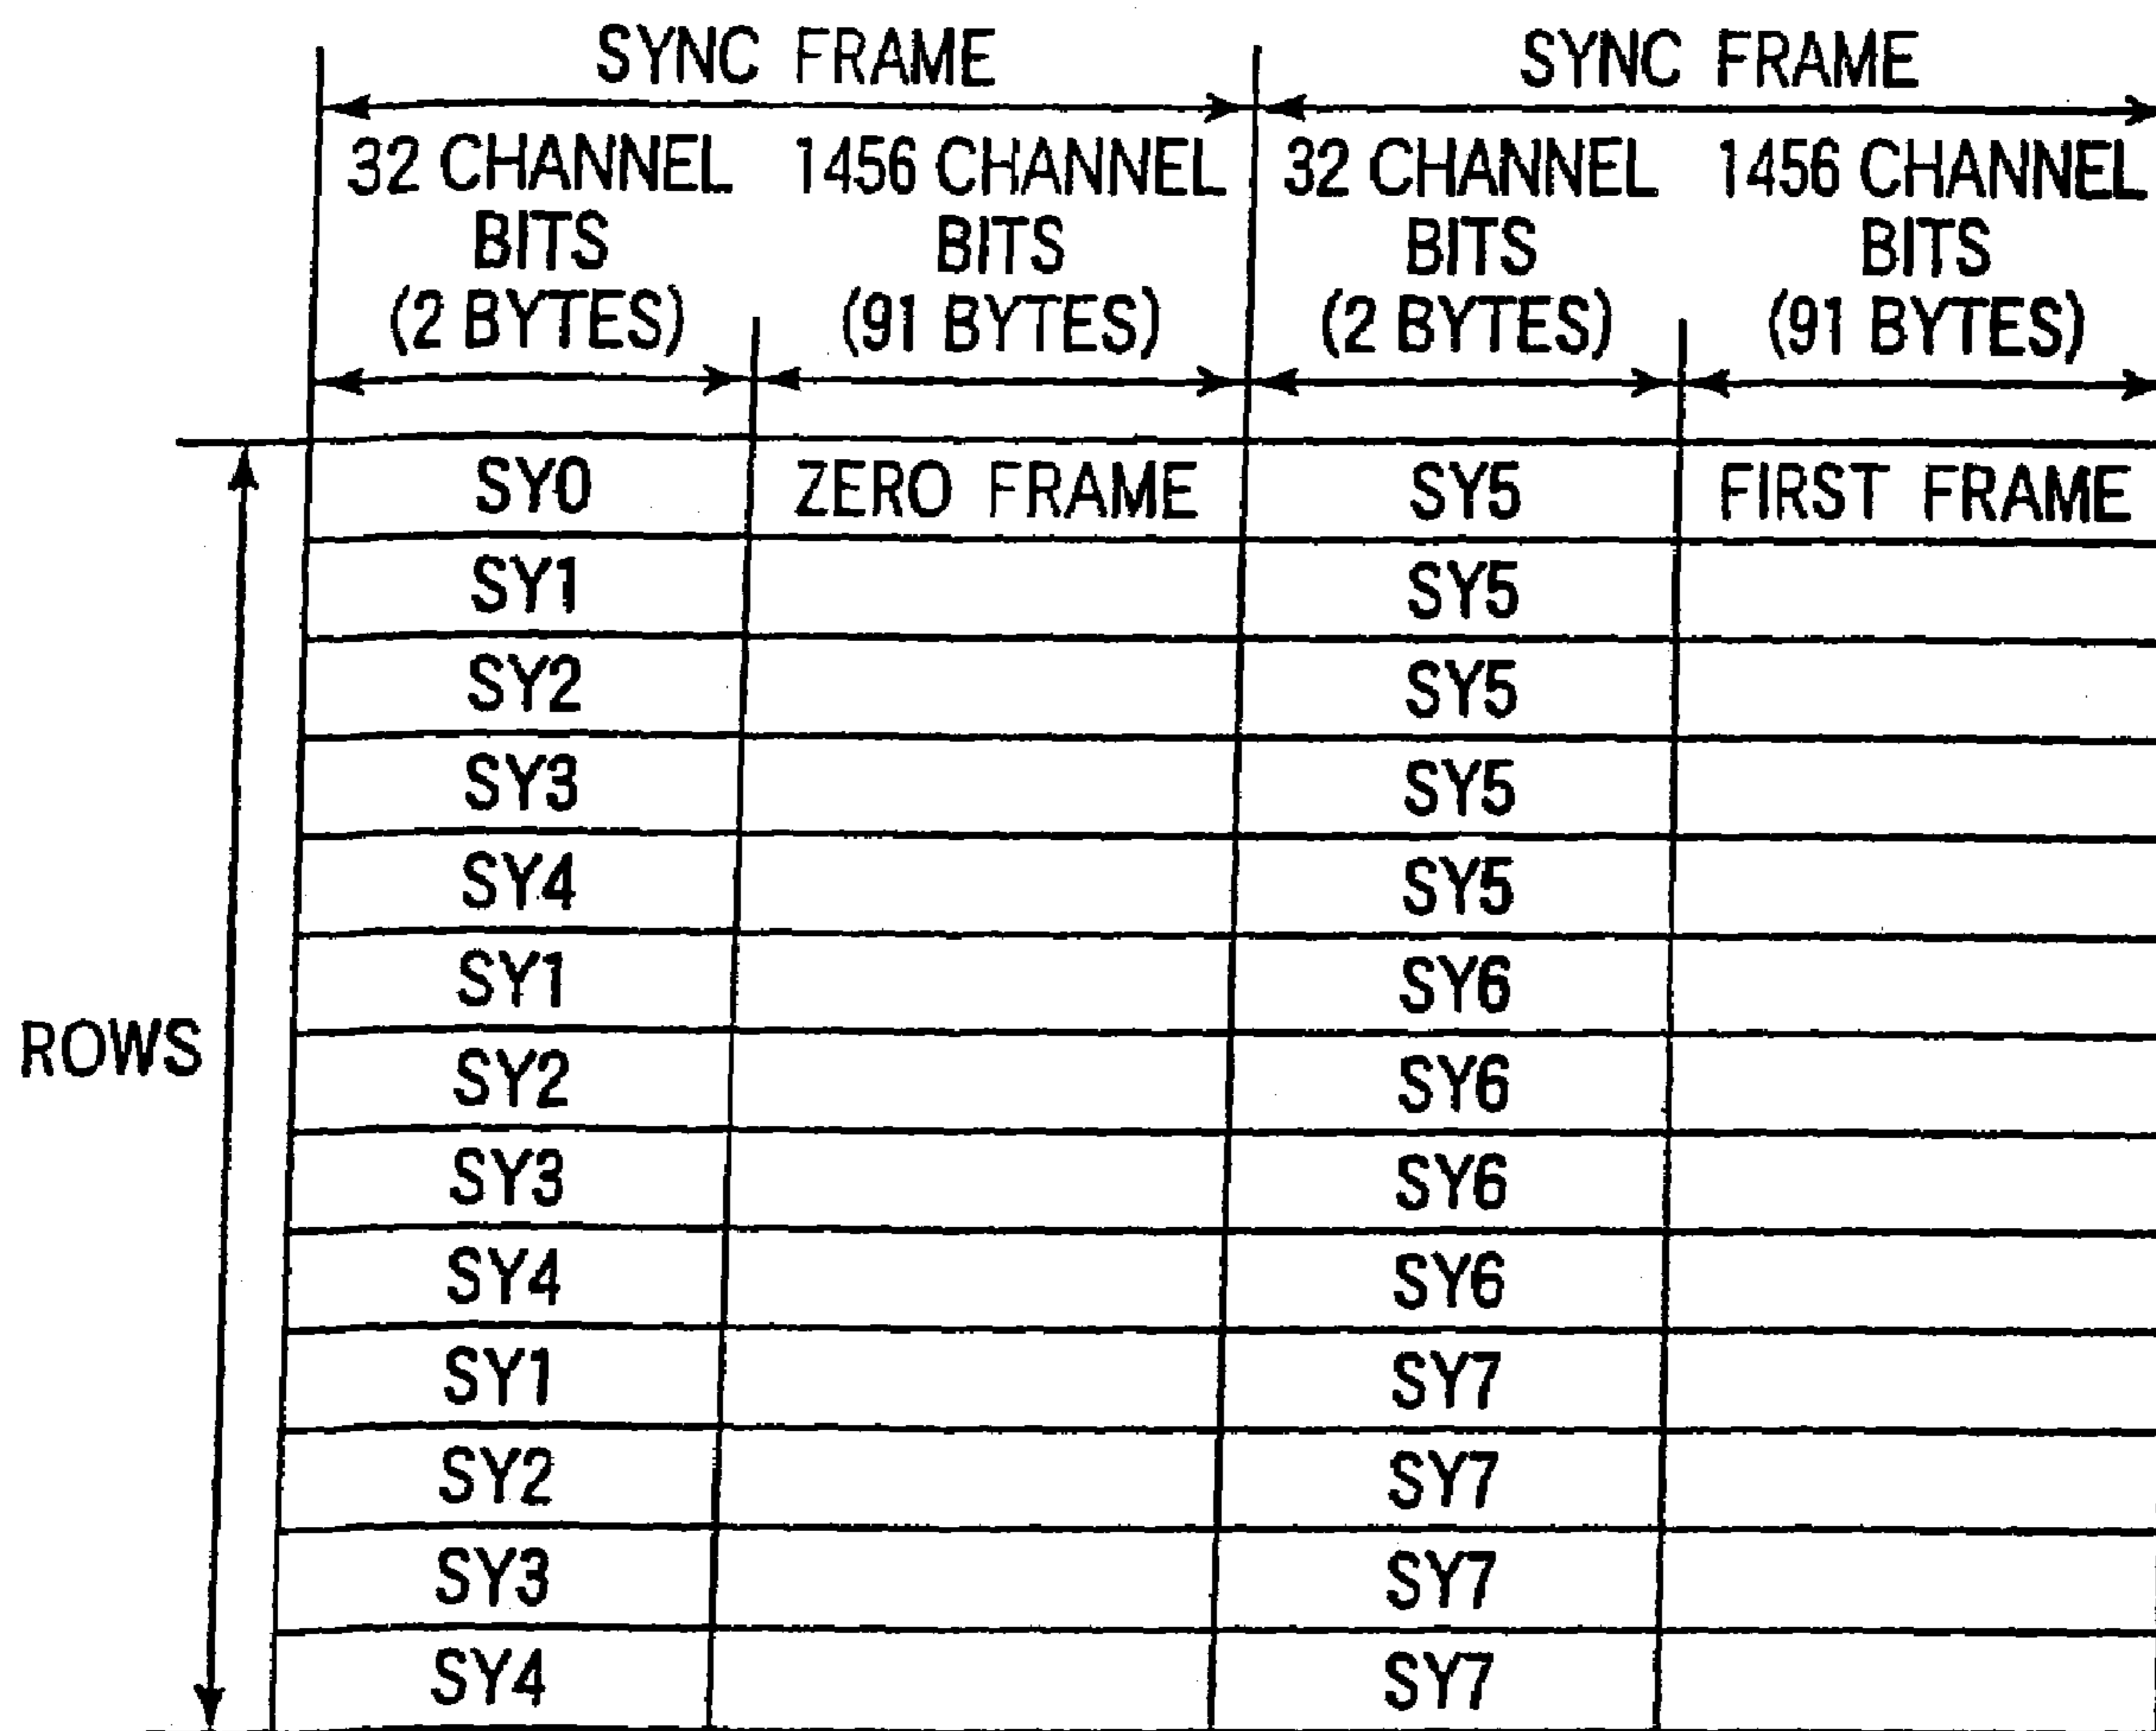 SYNC FRAME SYNC FRAME
32 CHANNEL BITS (2 BYTES) 1456 CHANNEL BITS (91 BYTES) 32 CHANNEL BITS (2 BYTES) 1456 CHANNEL BITS (91 BYTES)
SY0 ZERO FRAME SY5 FIRST FRAME
SY1 SY5
SY2 SY5
SY3 SY5
SY4 SY5
SY1 SY6
ROWS
SY2 SY6
SY3 SY6
SY4 SY6
SY1 SY7
SY2 SY7
SY3 SY7
SY4 SY7